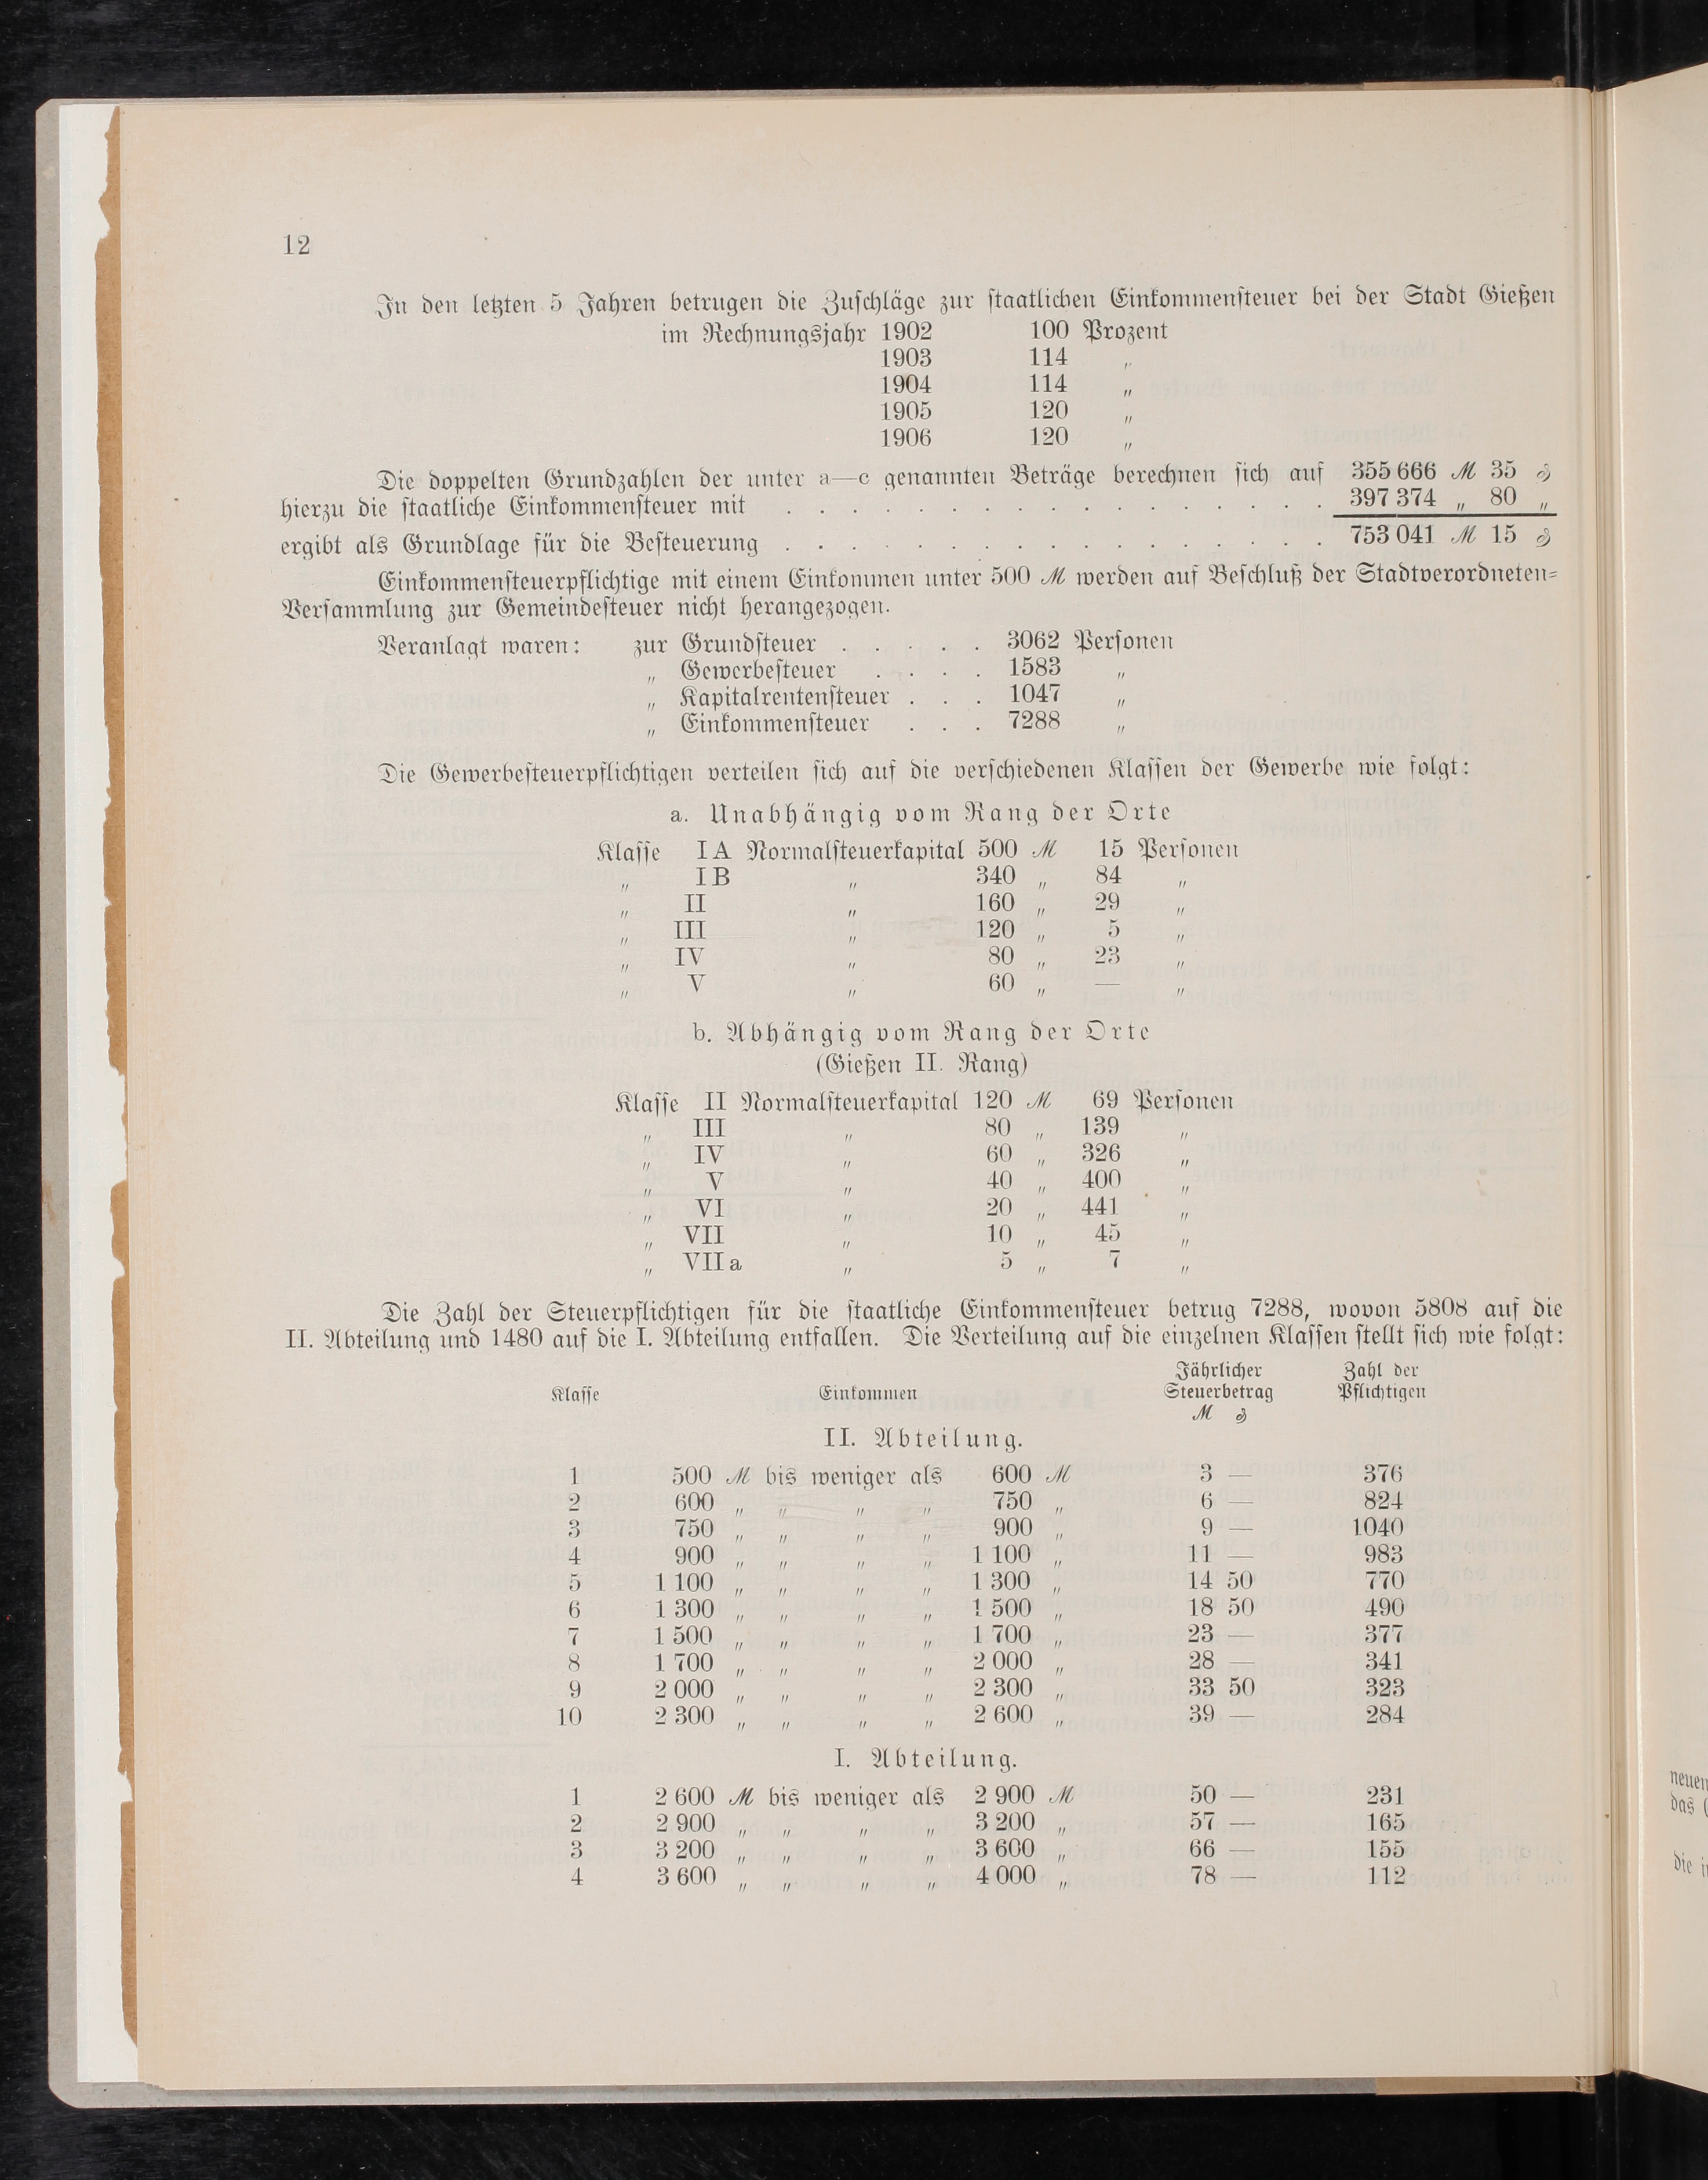 12
In den letzten 5 Jahren betrugen die Zuschläge zur staatlichen Einkommensteuer bei der Stadt Gießen
im Rechnungsjahr 1902 100 Prozent
1903 114 „
1904 114 „
1905 120 „
1906 120 „
Die doppelten Grundzahlen der unter a—c genannten Beträge berechnen sich auf 355 666 ℳ 35 ₰
hierzu die staatliche Einkommensteuer mit . . . . . . . . . . . . . . . . . 397 374 „ 80 „
ergibt als Grundlage für die Besteuerung . . . . . . . . . . . . . . . . . 753 041 ℳ 15 ₰
Einkommensteuerpflichtige mit einem Einkommen unter 500 ℳ werden auf Beschluß der Stadtverordneten-
Versammlung zur Gemeindesteuer nicht herangezogen.
Veranlagt waren: zur Grundsteuer . . . . . 3062 Personen
„ Gewerbesteuer . . . . 1583 „
„ Kapitalrentensteuer . . . 1047 „
„ Einkommensteuer . . . 7288 „
Die Gewerbesteuerpflichtigen verteilen sich auf die verschiedenen Klassen der Gewerbe wie folgt:
a. Unabhängig vom Rang der Orte
Klasse I A Normalsteuerkapital 500 ℳ 15 Personen
„ I B „ 340 „ 84 „
„ II „ 160 „ 29 „
„ III „ 120 „ 5 „
„ IV „ 80 „ 23 „
„ V „ 60 „ — „
b. Abhängig vom Rang der Orte
(Gießen II. Rang)
Klasse II Normalsteuerkapital 120 ℳ 69 Personen
„ III „ 80 „ 139 „
„ IV „ 60 „ 326 „
„ V „ 40 „ 400 „
„ VI „ 20 „ 441 „
„ VII „ 10 „ 45 „
„ VII a „ 5 „ 7 „
Die Zahl der Steuerpflichtigen für die staatliche Einkommensteuer betrug 7288, wovon 5808 auf die
II. Abteilung und 1480 auf die I. Abteilung entfallen. Die Verteilung auf die einzelnen Klassen stellt sich wie folgt:
Jährlicher Zahl der
Klasse Einkommen Steuerbetrag Pflichtigen
ℳ ₰
II. Abteilung.
1 500 ℳ bis weniger als 600 ℳ 3 — 376
2 600 „ „ „ „ 750 „ 6 — 824
3 750 „ „ „ „ 900 „ 9 — 1040
4 900 „ „ „ „ 1 100 „ 11 — 983
5 1 100 „ „ „ „ 1 300 „ 14 50 770
6 1 300 „ „ „ „ 1 500 „ 18 50 490
7 1 500 „ „ „ „ 1 700 „ 23 — 377
8 1 700 „ „ „ „ 2 000 „ 28 — 341
9 2 000 „ „ „ „ 2 300 „ 33 50 323
10 2 300 „ „ „ „ 2 600 „ 39 — 284
I. Abteilung.
1 2 600 ℳ bis weniger als 2 900 ℳ 50 — 231
2 2 900 „ „ „ „ 3 200 „ 57 — 165
3 3 200 „ „ „ „ 3 600 „ 66 — 155
4 3 600 „ „ „ „ 4 000 „ 78 — 112
neuen
das
die